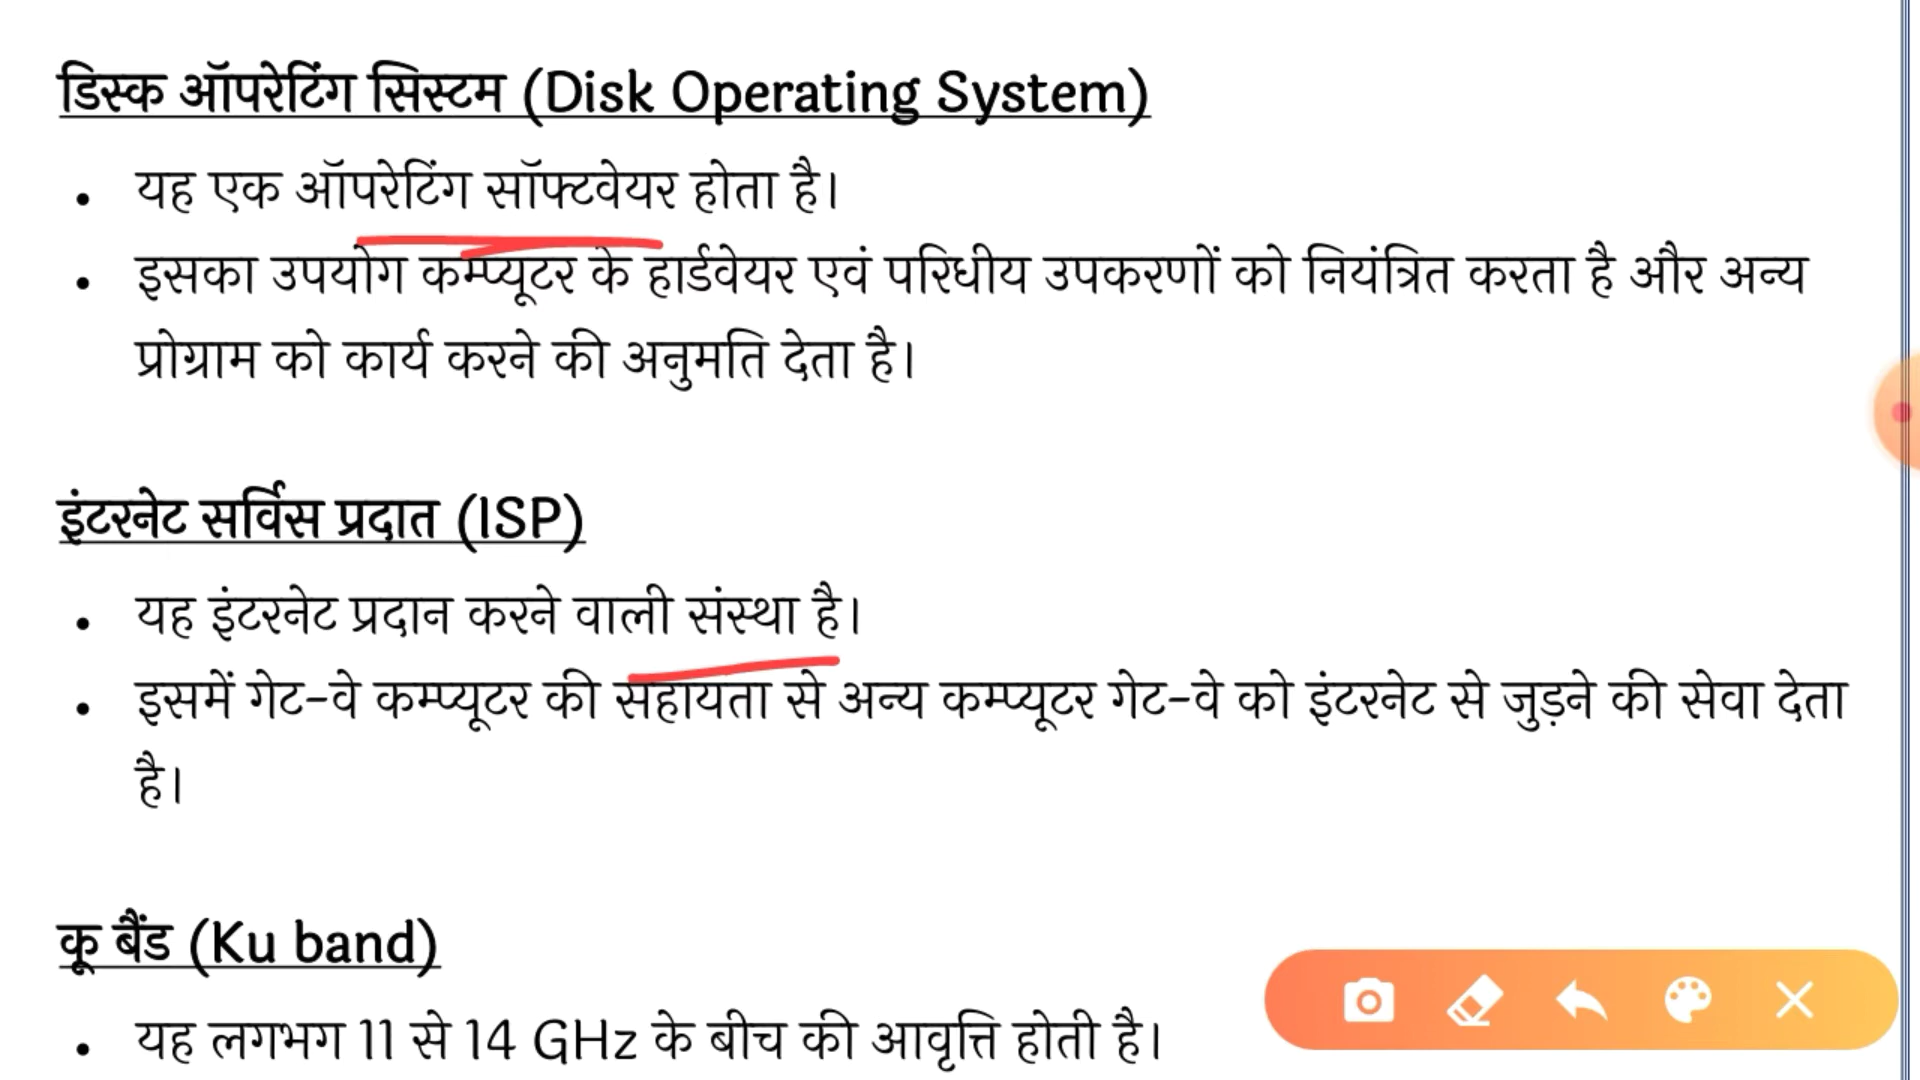 डिस्क ऑपरेटिंग सिस्टम (Disk Operating System)
• यह एक ऑपरेटिंग सॉफ्टवेयर होता है।
• इसका उपयोग कम्प्यूटर के हार्डवेयर एवं परिधीय उपकरणों को नियंत्रित करता है और अन्य
प्रोग्राम को कार्य करने की अनुमति देता है।
इंटरनेट सर्विस प्रदात (ISP)
• यह इंटरनेट प्रदान करने वाली संस्था है।
• इसमें गेट-वे कम्प्यूटर की सहायता से अन्य कम्प्यूटर गेट-वे को इंटरनेट से जुड़ने की सेवा देता
है।
कू बैंड (Ku band)
• यह लगभग 11 से 14 GHz के बीच की आवृत्ति होती है।